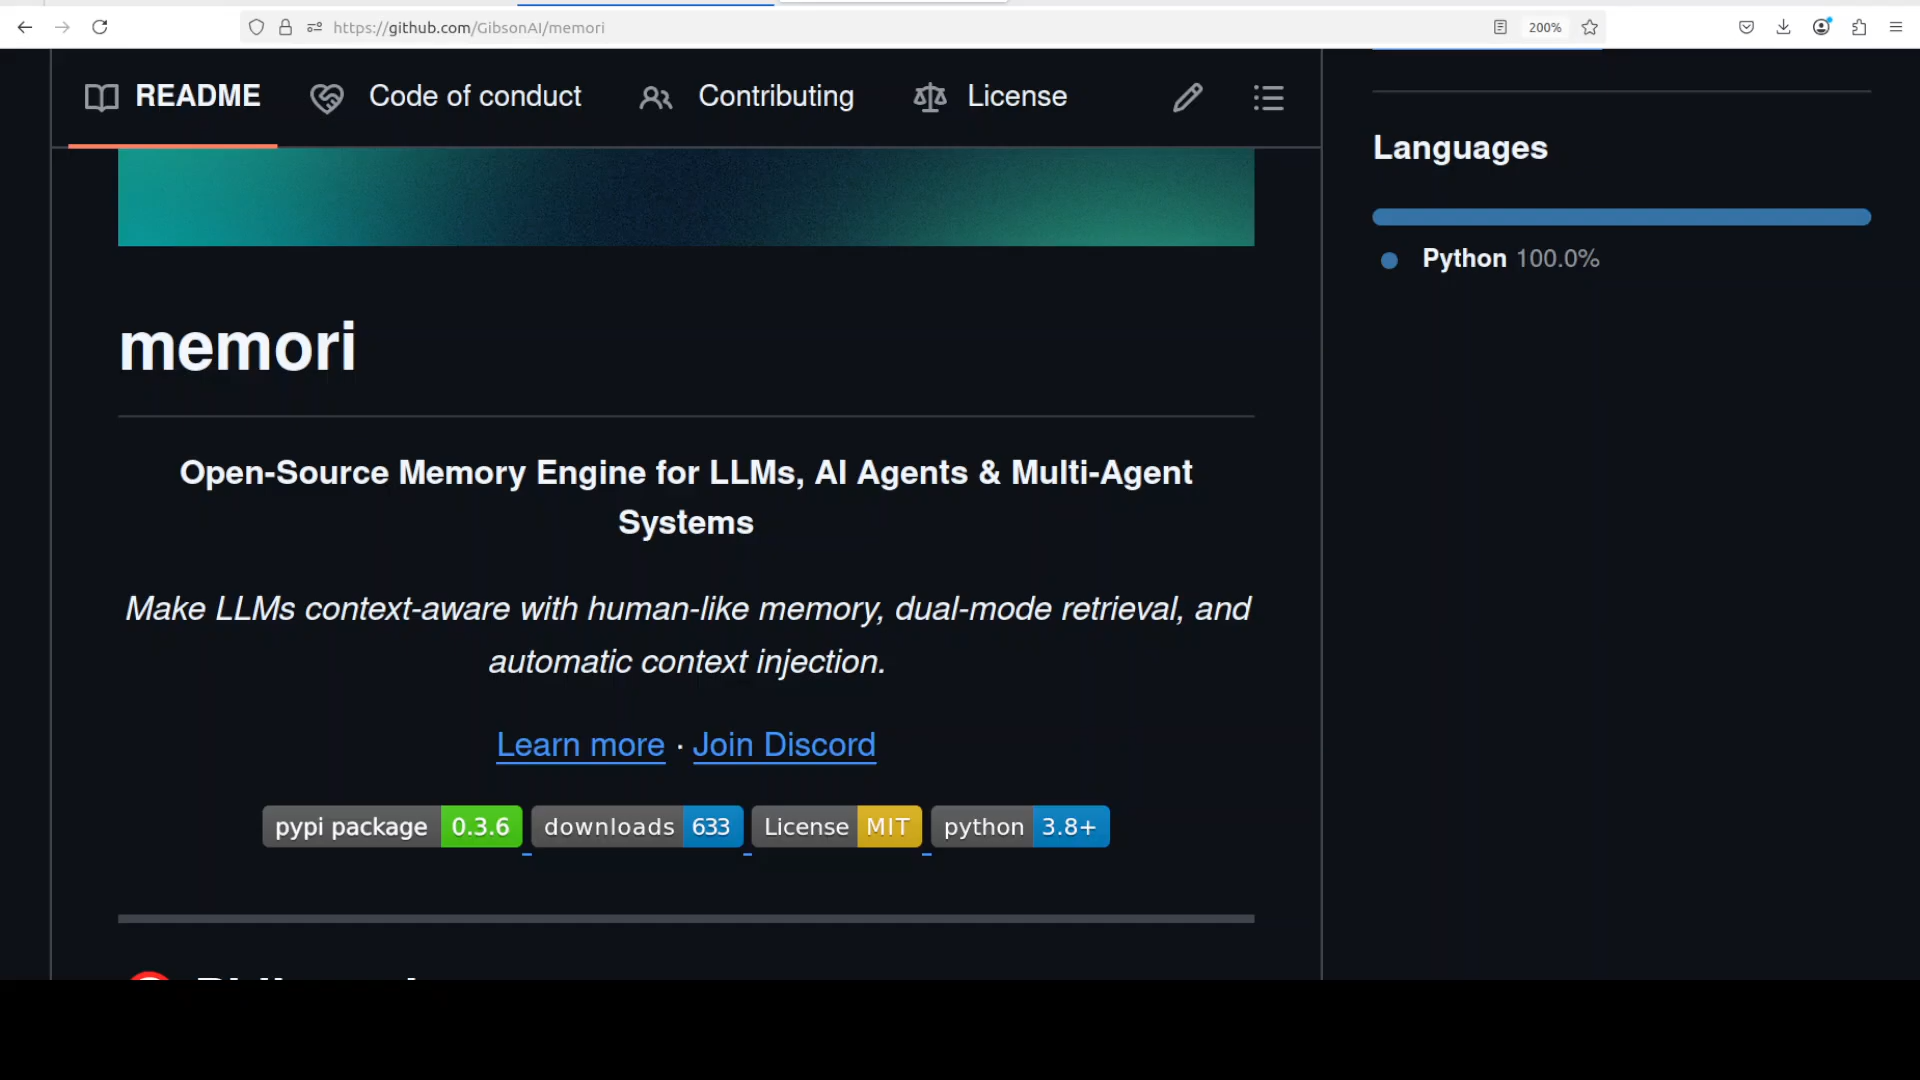 https://github.com/GibsonAI/memori
200%
README
Code of conduct
Contributing
License
Languages
Python 100.0%
memori
Open-Source Memory Engine for LLMs, AI Agents & Multi-Agent
Systems
Make LLMs context-aware with human-like memory, dual-mode retrieval, and
automatic context injection.
Learn more · Join Discord
pypi package 0.3.6 downloads 633 License MIT python 3.8+